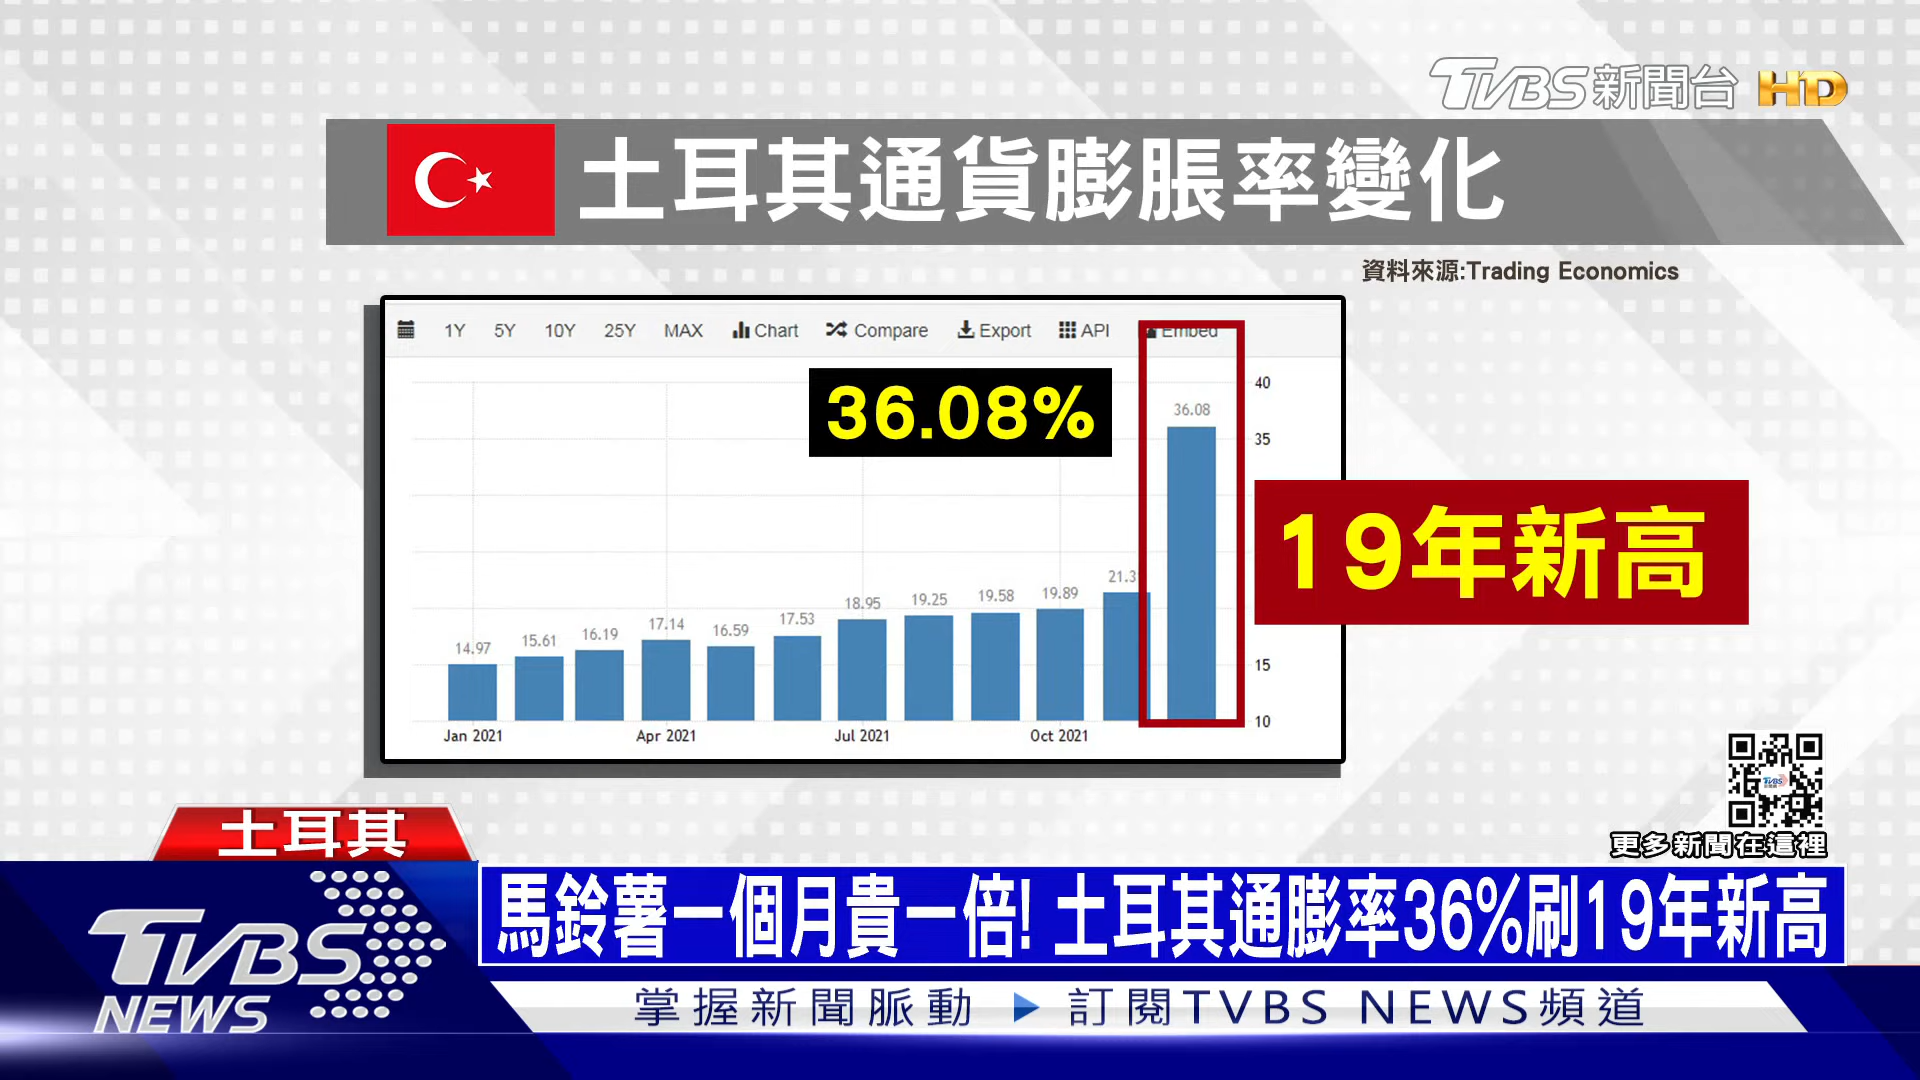 TVBS新聞台 HD
土耳其通貨膨脹率變化
資料來源:Trading Economics
1Y 5Y 10Y 25Y MAX Chart Compare Export API Embed
36.08%
40
36.08
35
19年新高
21.3
18.95 19.25 19.58 19.89
14.97 15.61 16.19 17.14 16.59 17.53
15
10
Jan 2021 Apr 2021 Jul 2021 Oct 2021
TVBS
更多新聞在這裡
土耳其
馬鈴薯一個月貴一倍! 土耳其通膨率36%刷19年新高
TVBS
NEWS
掌握新聞脈動 ▶ 訂閱TVBS NEWS頻道